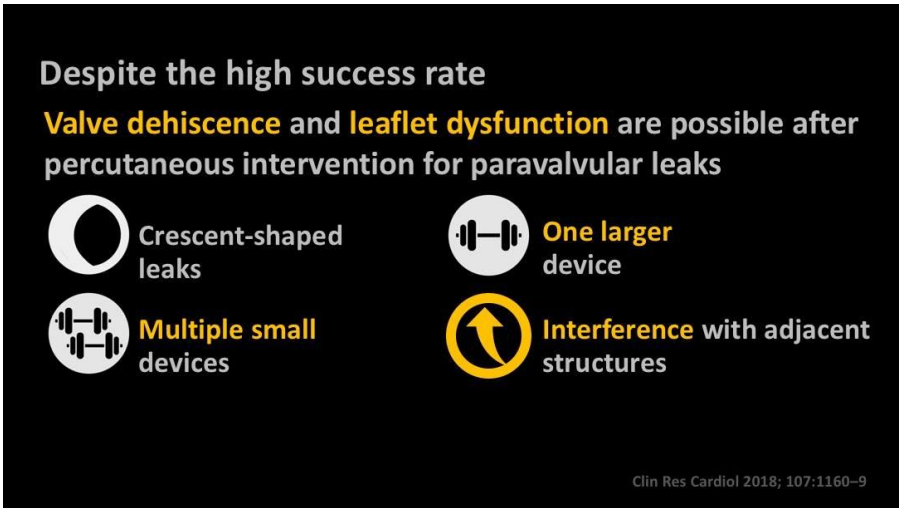 Despite the high success rate
Valve dehiscence and leaflet dysfunction are possible after
percutaneous intervention for paravalvular leaks
Crescent-shaped
leaks
One larger
device
Multiple small
devices
Interference with adjacent
structures
Clin Res Cardiol 2018; 107:1160–9